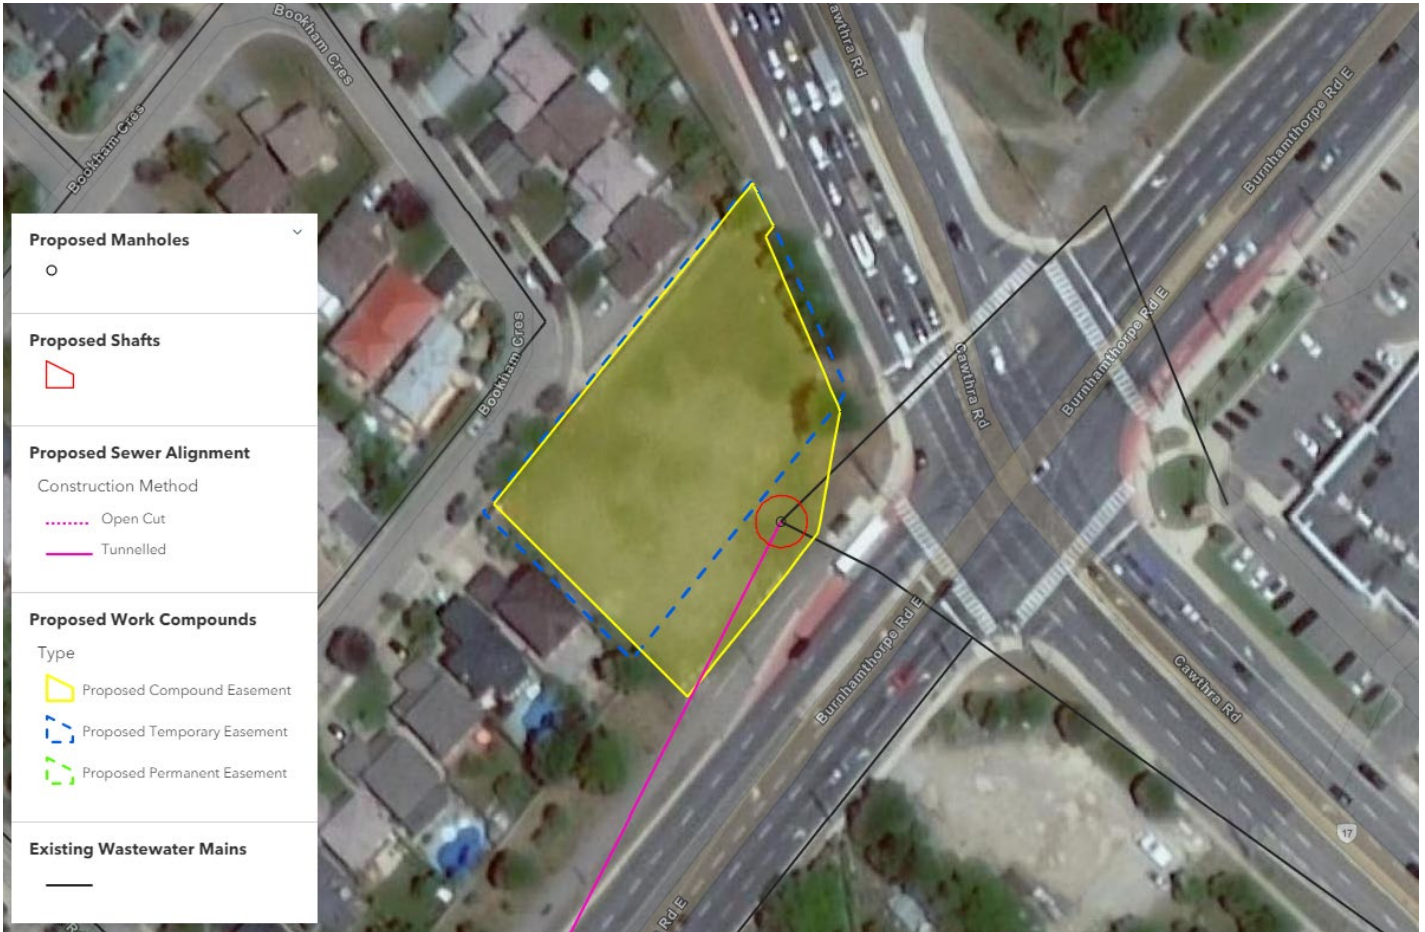 Bookham Cres
Bookham Cres
Bookham Cres
awthra Rd
Burnhamthorpe Rd E
Burnhamthorpe Rd E
Cawthra Rd
Burnhamthorpe Rd E
Cawthra Rd
17
Rd E
Proposed Manholes
Proposed Shafts
Proposed Sewer Alignment
Construction Method
Open Cut
Tunnelled
Proposed Work Compounds
Type
Proposed Compound Easement
Proposed Temporary Easement
Proposed Permanent Easement
Existing Wastewater Mains